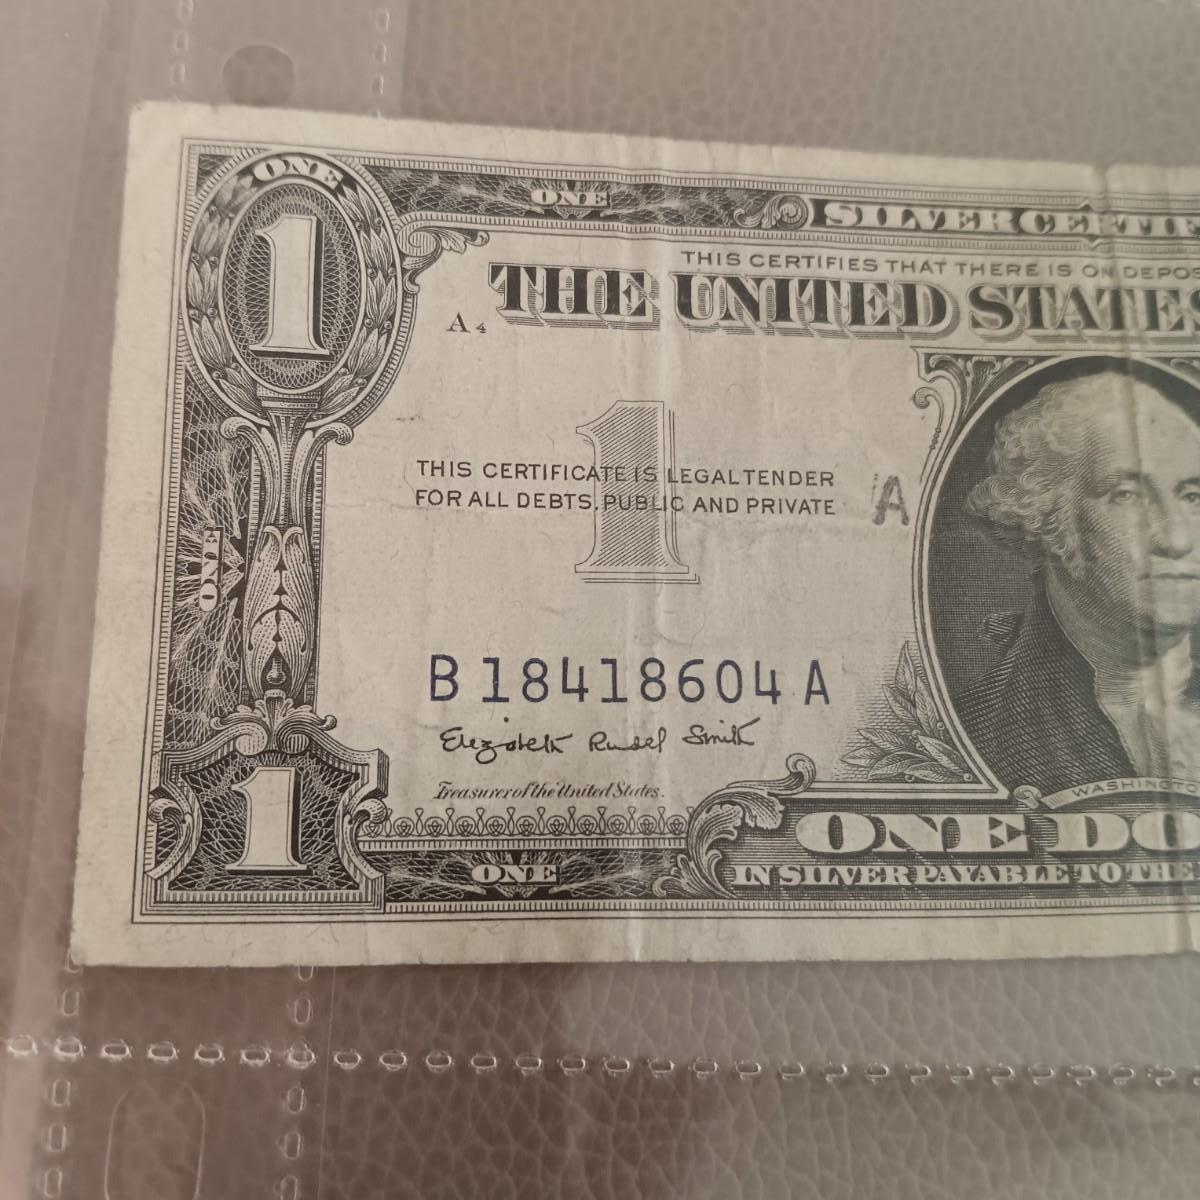 ONE
1
ONE
SILVER CERTIF
THIS CERTIFIES THAT THERE IS ON DEPOS
THE UNITED STATES
A 4
1
THIS CERTIFICATE IS LEGAL TENDER
FOR ALL DEBTS, PUBLIC AND PRIVATE
A
ONE
B 18418604 A
Elizabeth Rudel Smith
Treasurer of the United States.
WASHINGTO
1
ONE DO
ONE
IN SILVER PAYABLE TO THE